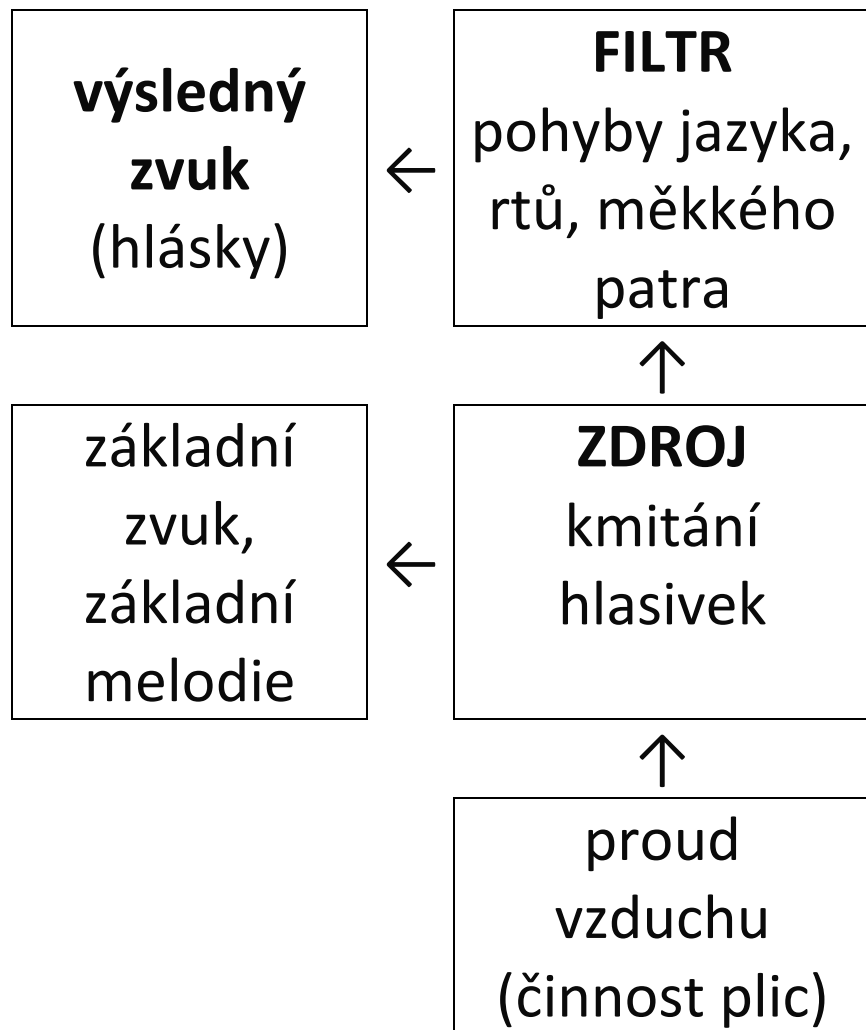 výsledný
zvuk
(hlásky)
FILTR
pohyby jazyka,
rtů, měkkého
patra
základní
zvuk,
základní
melodie
ZDROJ
kmitání
hlasivek
proud
vzduchu
(činnost plic)